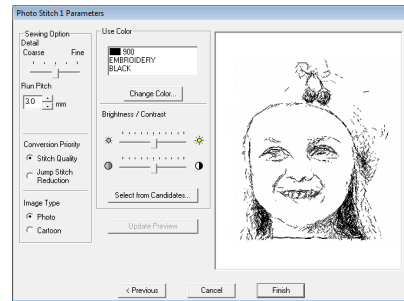 Photo Stitch 1 Parameters
Sewing Option
Detail
Coarse Fine
Run Pitch
3.0 mm
Conversion Priority
Stitch Quality
Jump Stitch
Reduction
Image Type
Photo
Cartoon
Use Color
900
EMBROIDERY
BLACK
Change Color...
Brightness / Contrast
Select from Candidates...
Update Preview
< Previous Cancel Finish